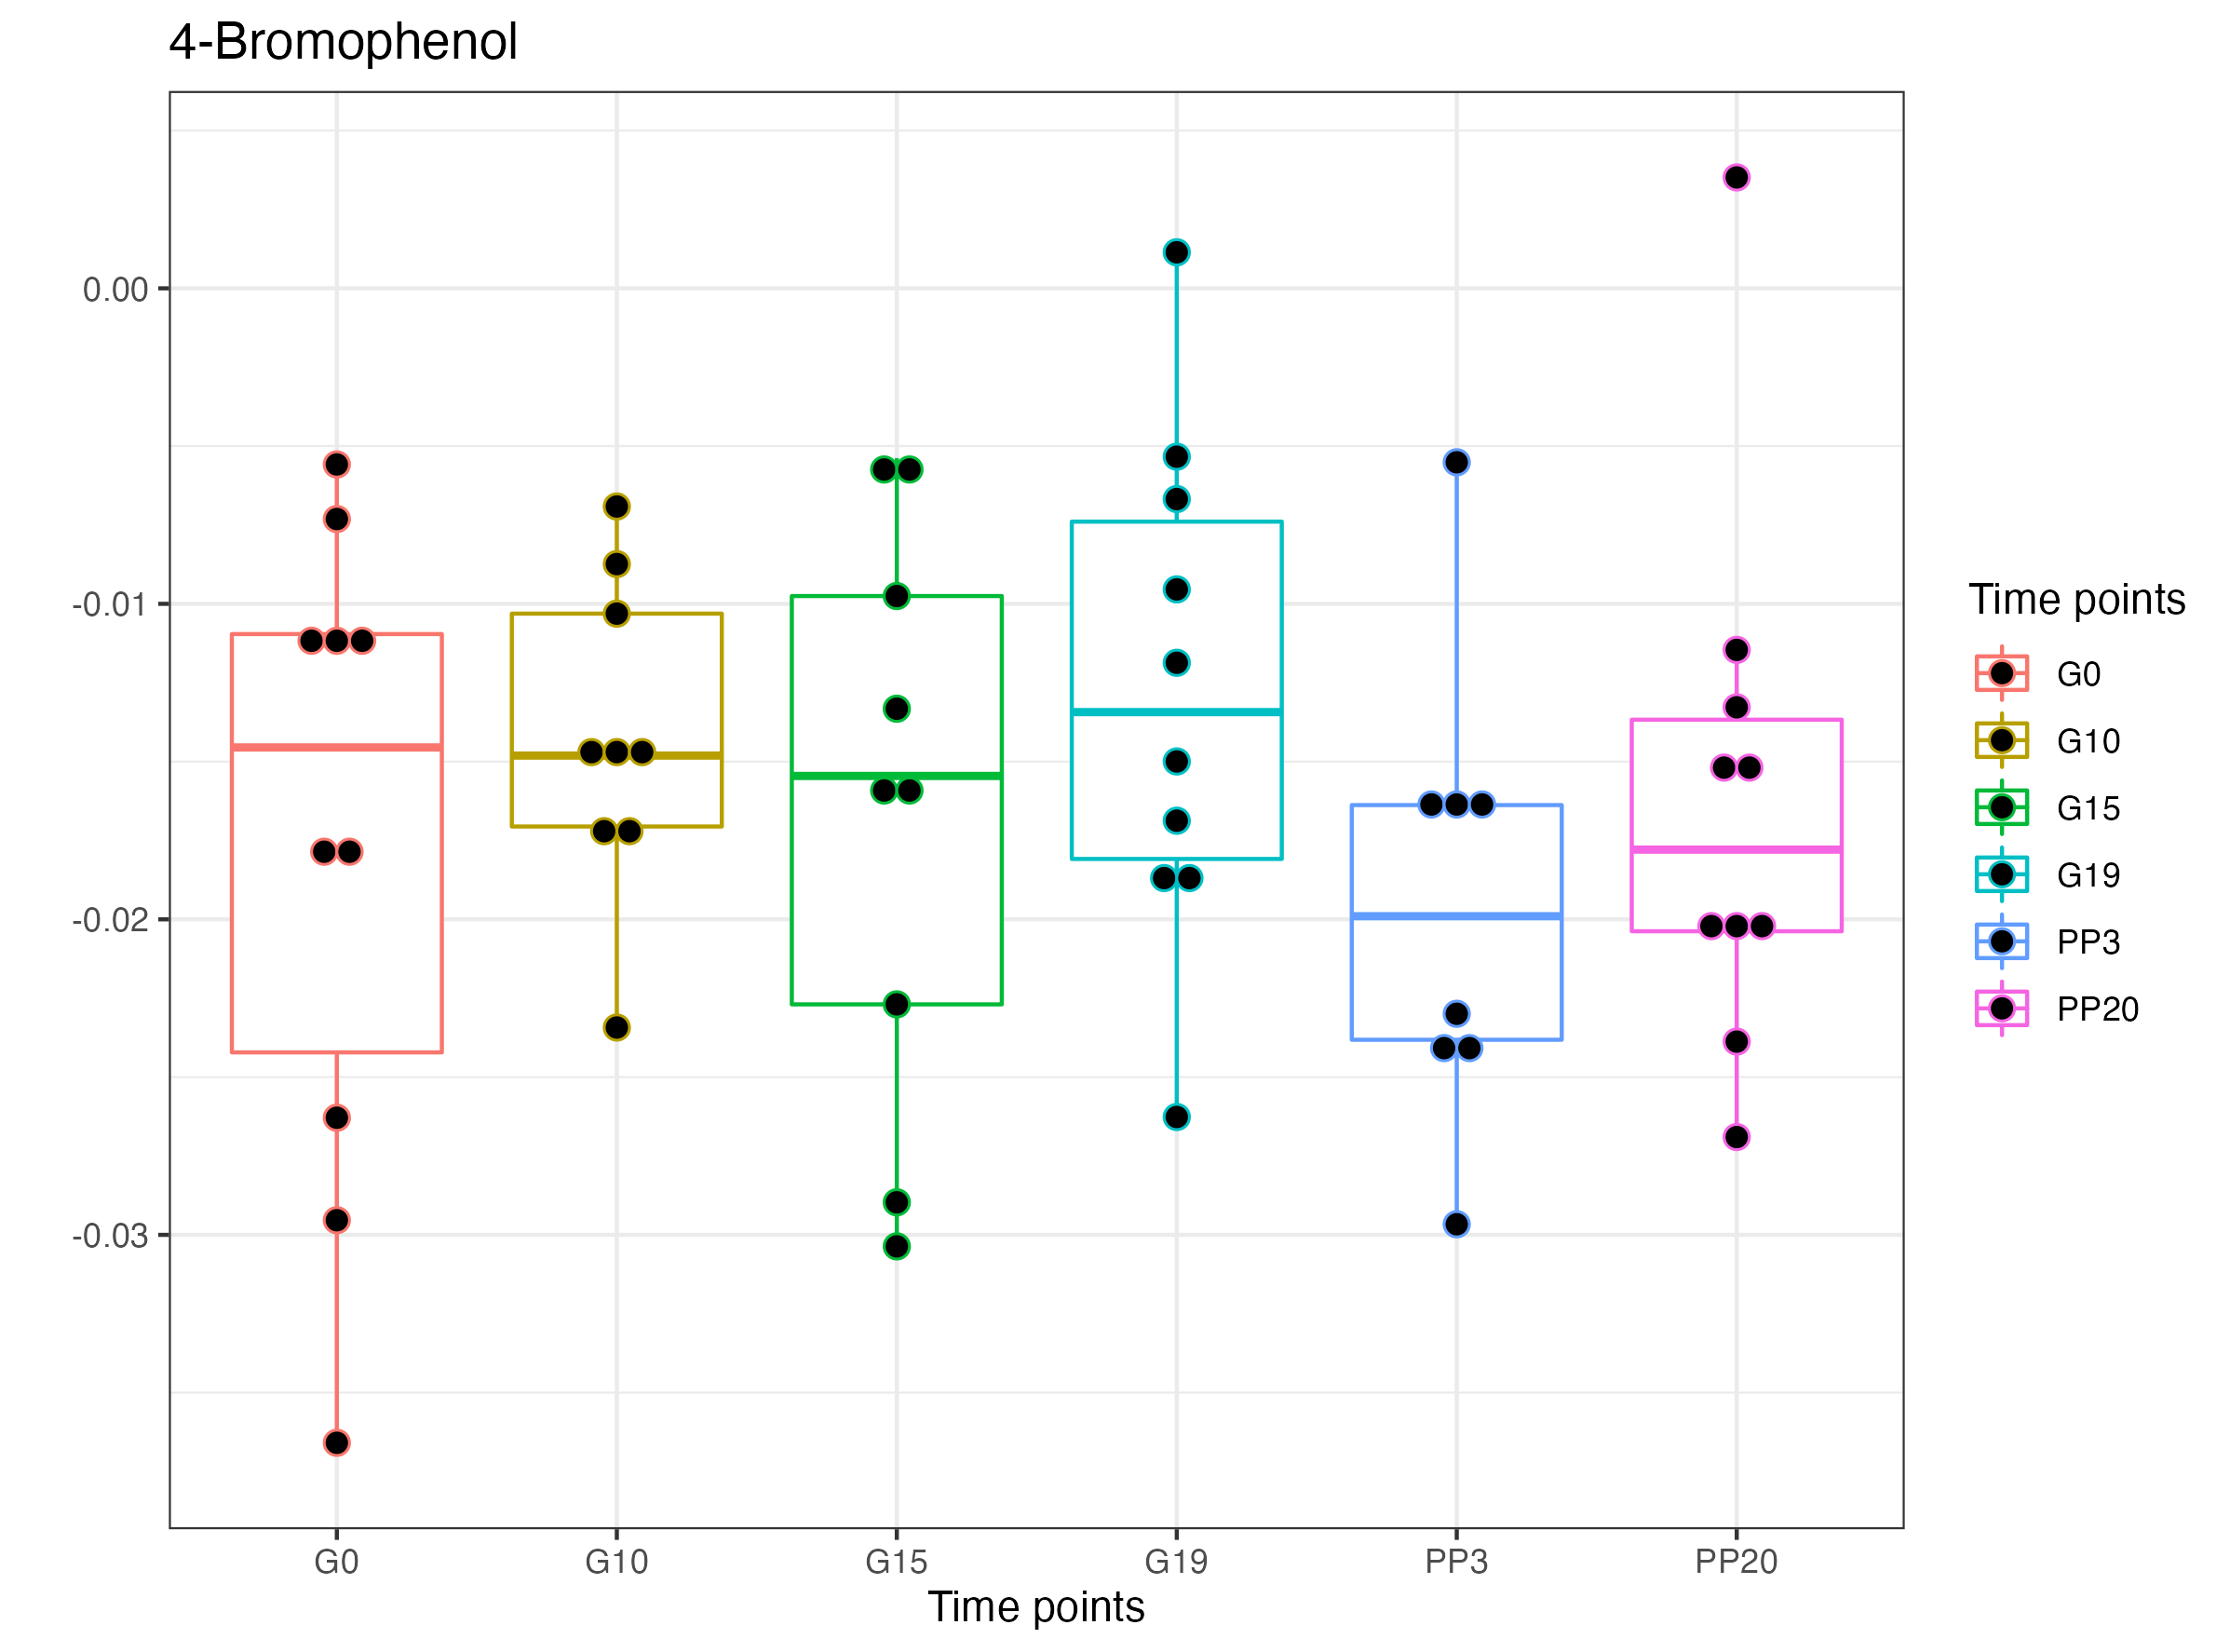 4-Bromophenol
0.00
-0.01
-0.02
-0.03
G0 G10 G15 G19 PP3 PP20
Time points
Time points
G0
G10
G15
G19
PP3
PP20